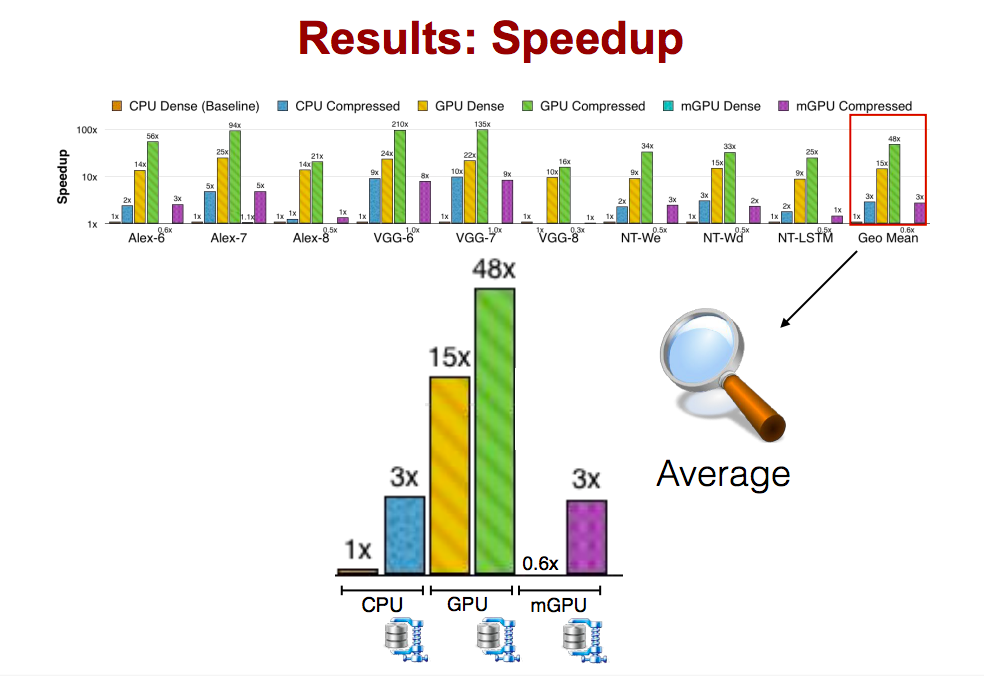 Results: Speedup
CPU Dense (Baseline) CPU Compressed GPU Dense GPU Compressed mGPU Dense mGPU Compressed
Speedup
100x
10x
1x
1x 2x 14x 56x 0.6x 3x
1x 5x 25x 94x 1.1x 5x
1x 1x 14x 21x 0.5x 1x
1x 9x 24x 210x 1.0x 8x
1x 10x 22x 135x 1.0x 9x
1x 1x 10x 16x 0.3x 1x
1x 2x 9x 34x 0.5x 3x
1x 3x 15x 33x 0.5x 2x
1x 2x 9x 25x 0.5x 1x
1x 3x 15x 48x 0.6x 3x
Alex-6 Alex-7 Alex-8 VGG-6 VGG-7 VGG-8 NT-We NT-Wd NT-LSTM Geo Mean
48x
15x
3x
3x
1x
0.6x
Average
CPU GPU mGPU